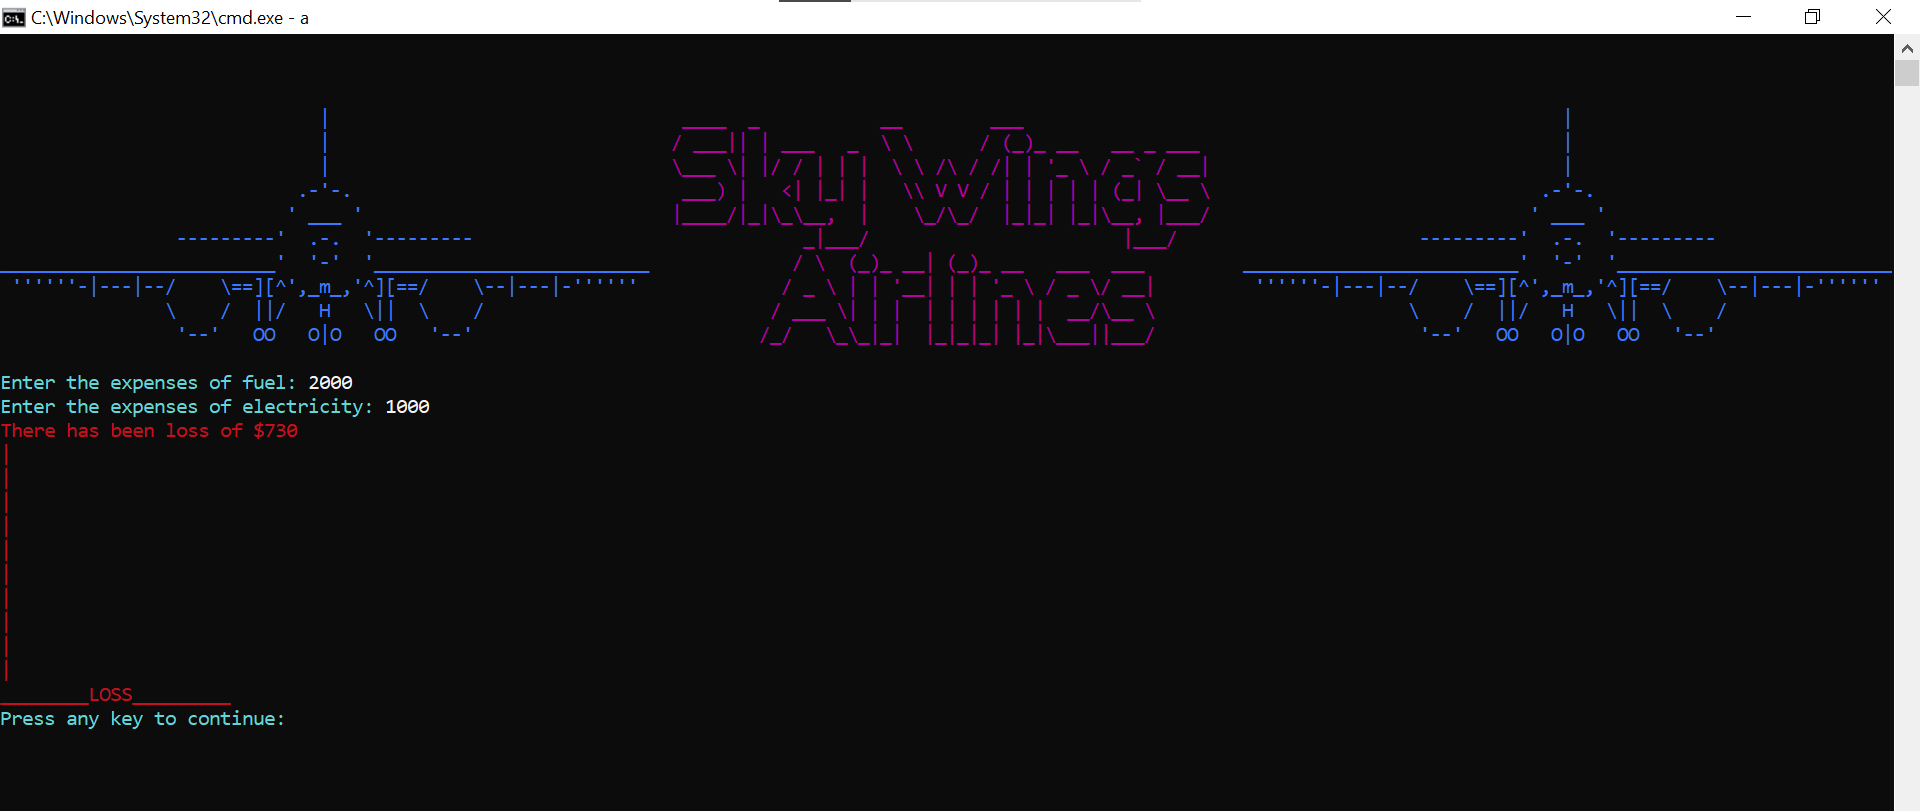 C:\Windows\System32\cmd.exe - a
Sky Wings
Airlines
Enter the expenses of fuel: 2000
Enter the expenses of electricity: 1000
There has been loss of $730
________LOSS_________
Press any key to continue: